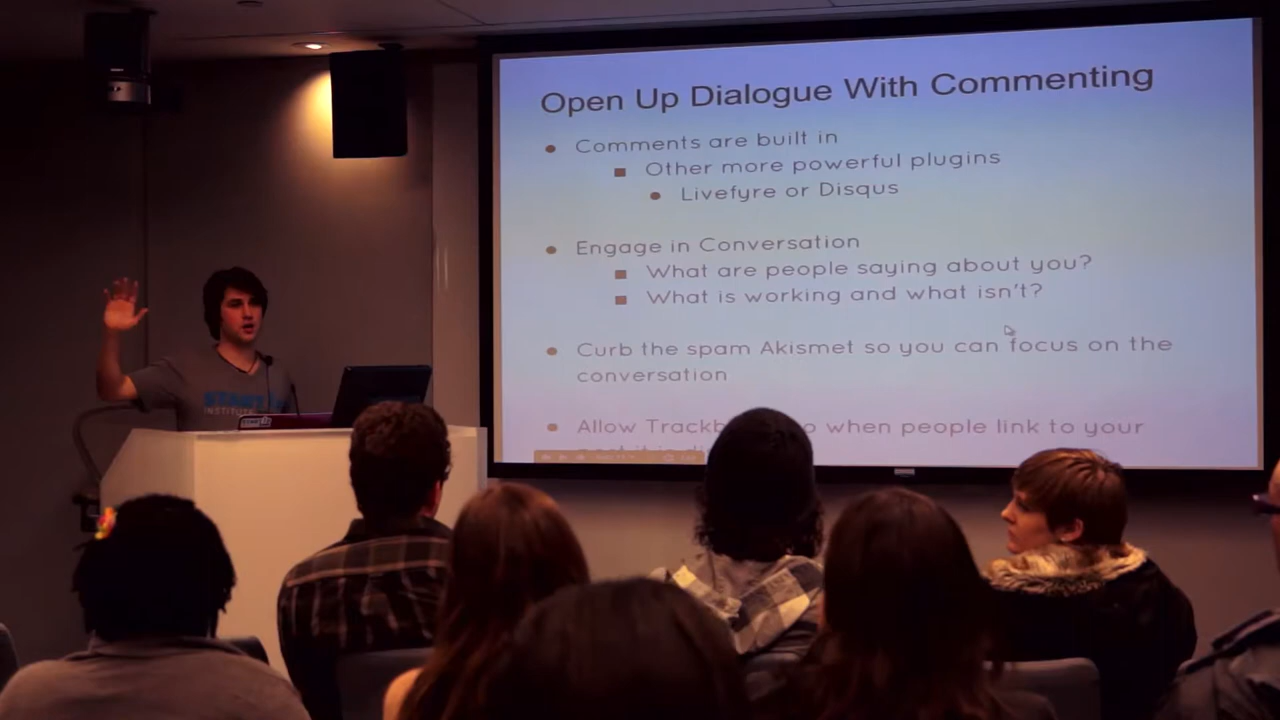 Open Up Dialogue With Commenting
Comments are built in
Other more powerful plugins
Livefyre or Disqus
Engage in Conversation
What are people saying about you?
What is working and what isn't?
Curb the spam Akismet so you can focus on the
conversation
Allow when people link to your
START
INSTITUTE